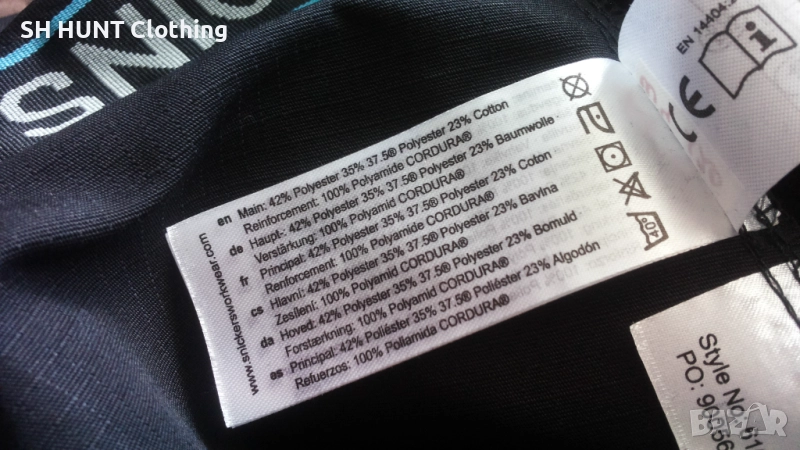 SH HUNT Clothing
SNIC
EN 14404:
CE
en Main: 42% Polyester 35% 37.5® Polyester 23% Cotton
Reinforcement: 100% Polyamide CORDURA®
de Haupt-: 42% Polyester 35% 37.5® Polyester 23% Baumwolle
Verstärkung: 100% Polyamid CORDURA®
fr Principal: 42% Polyester 35% 37.5® Polyester 23% Coton
Renforcement: 100% Polyamide CORDURA®
cs Hlavní: 42% Polyester 35% 37.5® Polyester 23% Bavlna
Zesílení: 100% Polyamid CORDURA®
da Hoved: 42% Polyester 35% 37.5® Polyester 23% Bomuld
Forstærkning: 100% Polyamid CORDURA®
es Principal: 42% Poliéster 35% 37.5® Poliéster 23% Algodón
Refuerzos: 100% Poliamida CORDURA®
www.snickersworkwear.com
40°
Style No.
PO:
BAZAR